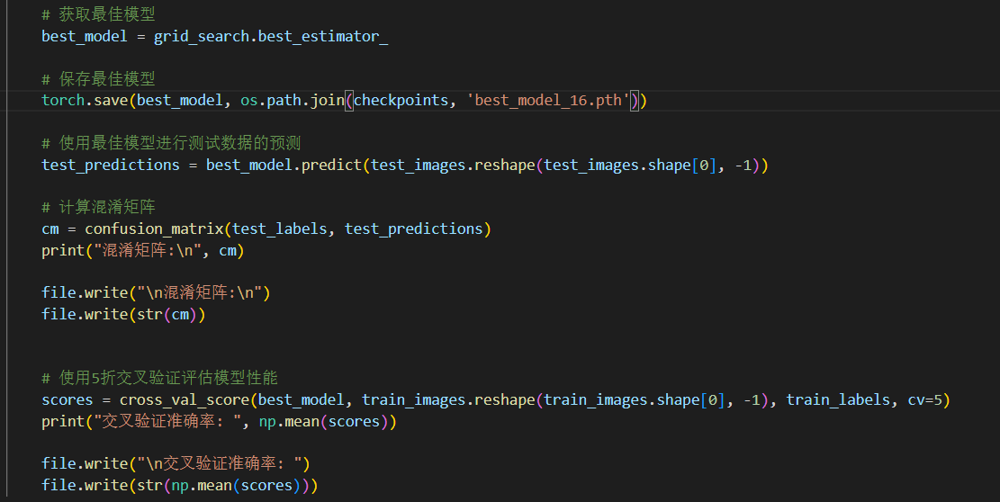 # 获取最佳模型
best_model = grid_search.best_estimator_
# 保存最佳模型
torch.save(best_model, os.path.join(checkpoints, 'best_model_16.pth'))
# 使用最佳模型进行测试数据的预测
test_predictions = best_model.predict(test_images.reshape(test_images.shape[0], -1))
# 计算混淆矩阵
cm = confusion_matrix(test_labels, test_predictions)
print("混淆矩阵:\n", cm)
file.write("\n混淆矩阵:\n")
file.write(str(cm))
# 使用5折交叉验证评估模型性能
scores = cross_val_score(best_model, train_images.reshape(train_images.shape[0], -1), train_labels, cv=5)
print("交叉验证准确率: ", np.mean(scores))
file.write("\n交叉验证准确率: ")
file.write(str(np.mean(scores)))